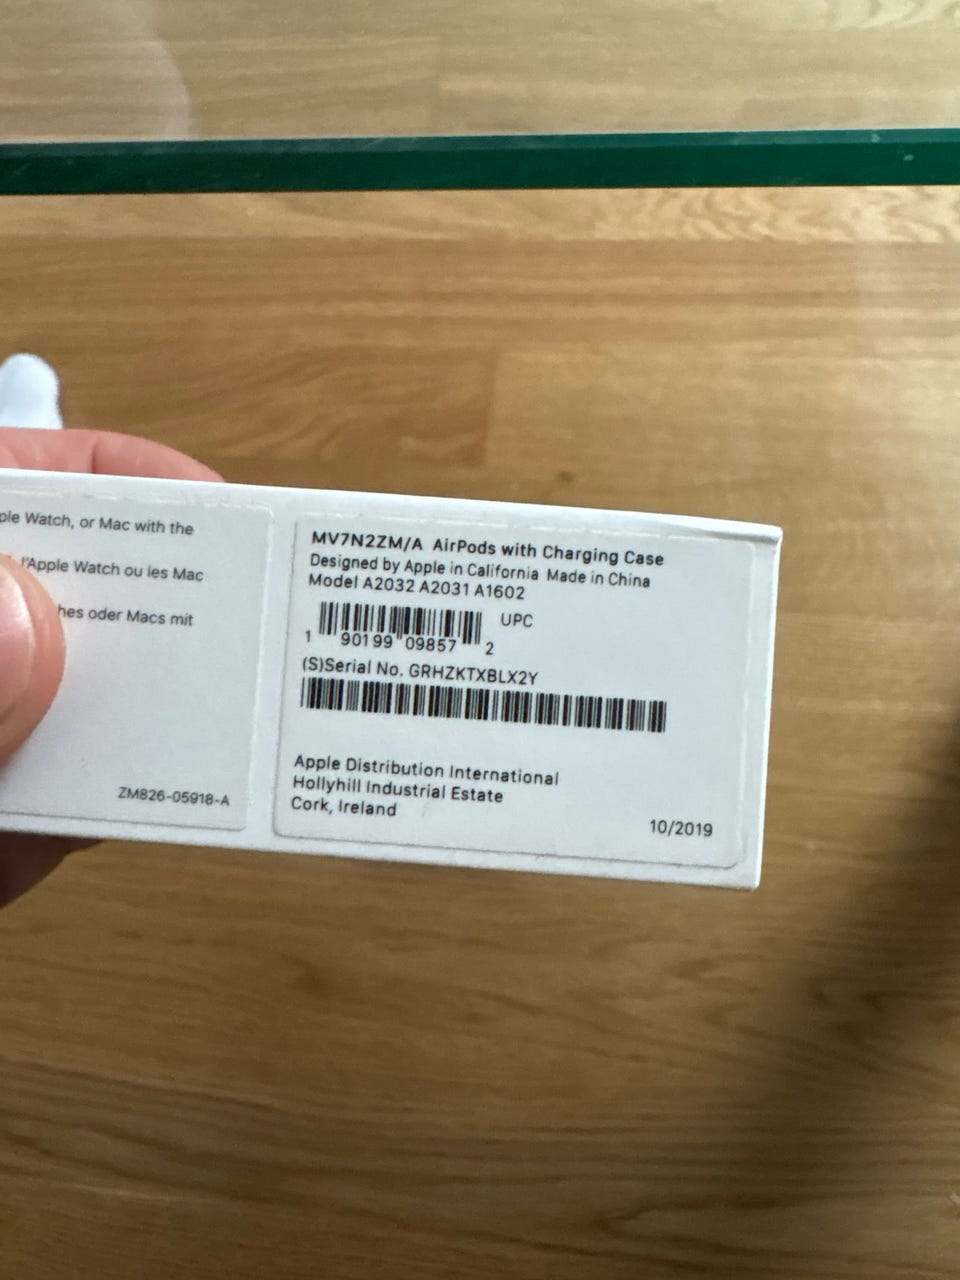 ple Watch, or Mac with the
l'Apple Watch ou les Mac
hes oder Macs mit
ZM826-05918-A
MV7N2ZM/A AirPods with Charging Case
Designed by Apple in California Made in China
Model A2032 A2031 A1602
UPC
1 90199 09857 2
(S)Serial No. GRHZKTXBLX2Y
Apple Distribution International
Hollyhill Industrial Estate
Cork, Ireland
10/2019